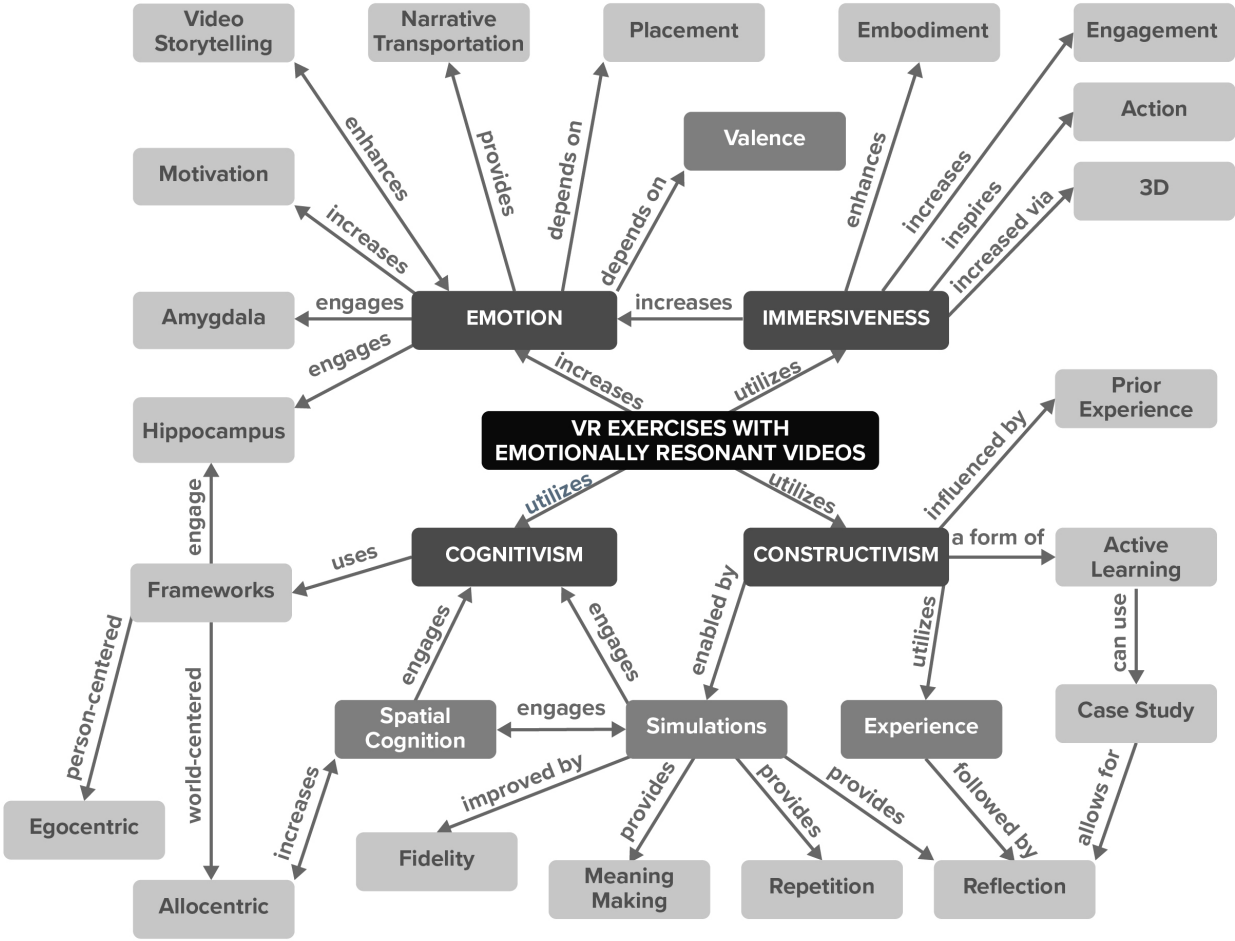 Video
Storytelling
Narrative
Transportation
Placement
Embodiment
Engagement
Action
Valence
enhances
provides
depends on
depends on
enhances
increases
inspires
increased via
3D
Motivation
increases
Amygdala
engages
EMOTION
increases
IMMERSIVENESS
engages
increases
utilizes
Hippocampus
VR EXERCISES WITH
EMOTIONALLY RESONANT VIDEOS
Prior
Experience
influenced by
utilizes
utilizes
engage
uses
COGNITIVISM
CONSTRUCTIVISM
a form of
Active
Learning
Frameworks
engages
engages
enabled by
utilizes
can use
person-centered
world-centered
Spatial
Cognition
engages
Simulations
Experience
Case Study
increases
improved by
provides
provides
provides
followed by
allows for
Egocentric
Fidelity
Meaning
Making
Repetition
Reflection
Allocentric